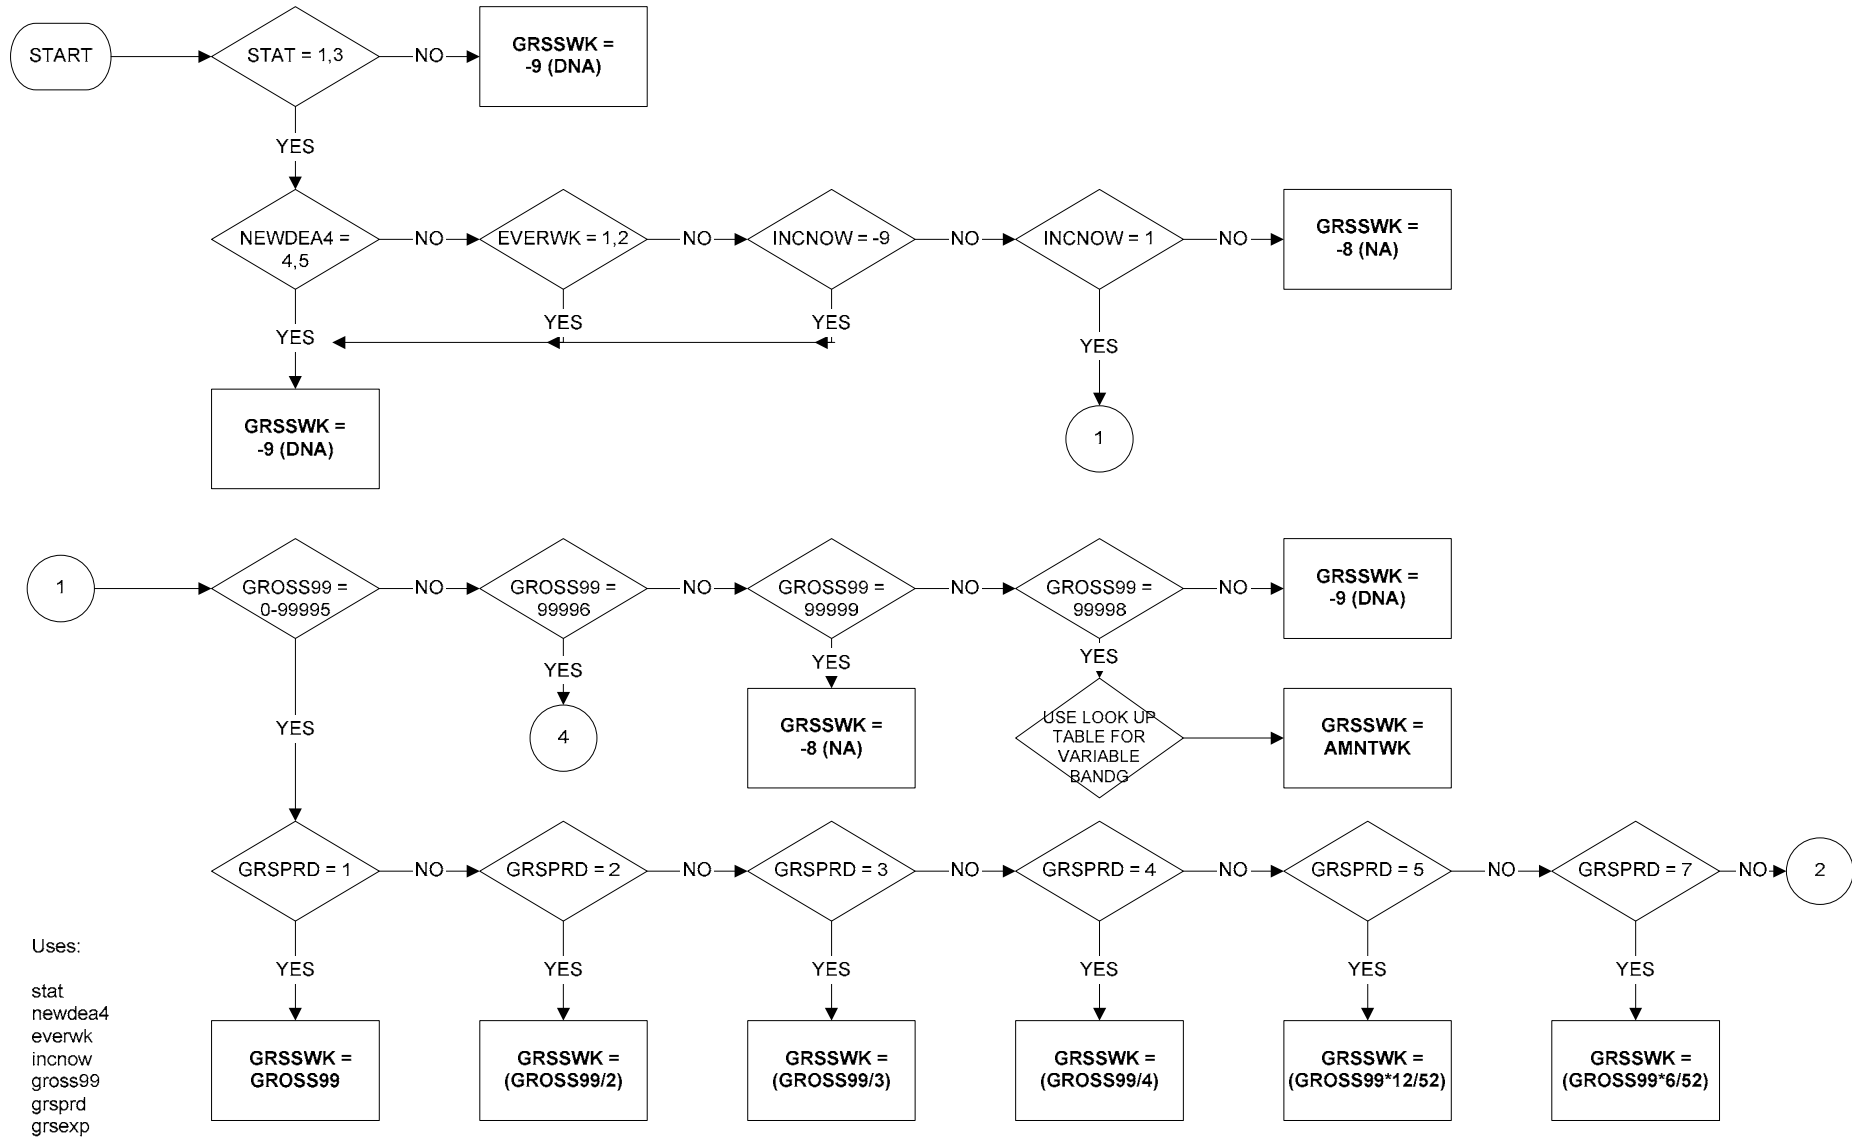 START
STAT = 1,3
NO
GRSSWK =
-9 (DNA)
YES
NEWDEA4 =
4,5
NO
EVERWK = 1,2
NO
INCNOW = -9
NO
INCNOW = 1
NO
GRSSWK =
-8 (NA)
YES
YES
YES
YES
GRSSWK =
-9 (DNA)
1
1
GROSS99 =
0-99995
NO
GROSS99 =
99996
NO
GROSS99 =
99999
NO
GROSS99 =
99998
NO
GRSSWK =
-9 (DNA)
YES
YES
YES
YES
4
GRSSWK =
-8 (NA)
USE LOOK UP
TABLE FOR
VARIABLE
BANDG
GRSSWK =
AMNTWK
GRSPRD = 1
NO
GRSPRD = 2
NO
GRSPRD = 3
NO
GRSPRD = 4
NO
GRSPRD = 5
NO
GRSPRD = 7
NO
2
YES
YES
YES
YES
YES
YES
GRSSWK =
GROSS99
GRSSWK =
(GROSS99/2)
GRSSWK =
(GROSS99/3)
GRSSWK =
(GROSS99/4)
GRSSWK =
(GROSS99*12/52)
GRSSWK =
(GROSS99*6/52)
Uses:
stat
newdea4
everwk
incnow
gross99
grsprd
grsexp